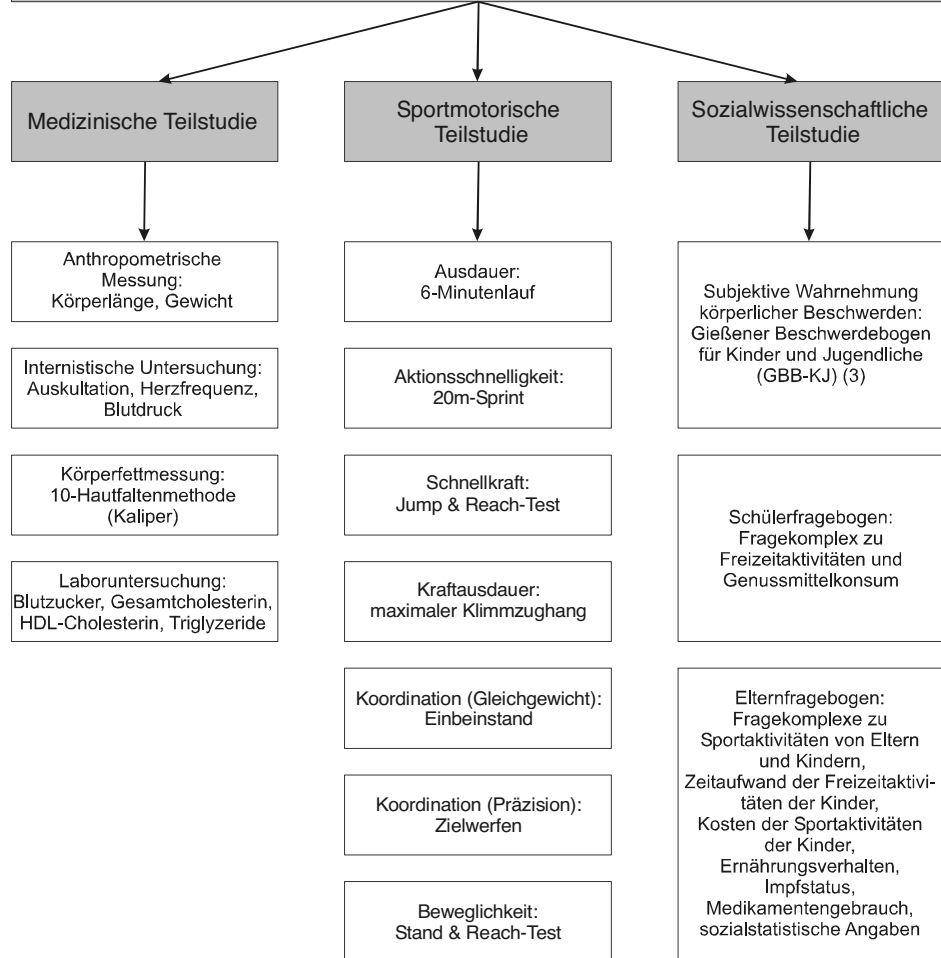 Medizinische Teilstudie
Sportmotorische
Teilstudie
Sozialwissenschaftliche
Teilstudie
Anthropometrische
Messung:
Körperlänge, Gewicht
Internistische Untersuchung:
Auskultation, Herzfrequenz,
Blutdruck
Körperfettmessung:
10-Hautfaltenmethode
(Kaliper)
Laboruntersuchung:
Blutzucker, Gesamtcholesterin,
HDL-Cholesterin, Triglyzeride
Ausdauer:
6-Minutenlauf
Aktionsschnelligkeit:
20m-Sprint
Schnellkraft:
Jump & Reach-Test
Kraftausdauer:
maximaler Klimmzughang
Koordination (Gleichgewicht):
Einbeinstand
Koordination (Präzision):
Zielwerfen
Beweglichkeit:
Stand & Reach-Test
Subjektive Wahrnehmung
körperlicher Beschwerden:
Gießener Beschwerdebogen
für Kinder und Jugendliche
(GBB-KJ) (3)
Schülerfragebogen:
Fragekomplex zu
Freizeitaktivitäten und
Genussmittelkonsum
Elternfragebogen:
Fragekomplexe zu
Sportaktivitäten von Eltern
und Kindern,
Zeitaufwand der Freizeitaktivi-
täten der Kinder,
Kosten der Sportaktivitäten
der Kinder,
Ernährungsverhalten,
Impfstatus,
Medikamentengebrauch,
sozialstatistische Angaben